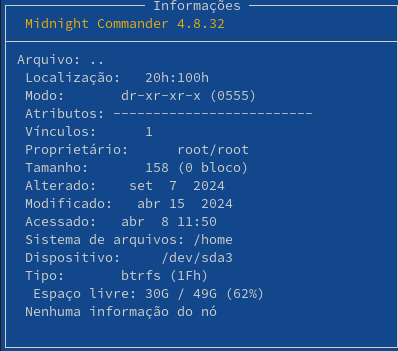 Informações
Midnight Commander 4.8.32
Arquivo: ..
Localização:   20h:100h
Modo:       dr-xr-xr-x (0555)
Atributos: -------------------------
Vínculos:      1
Proprietário:      root/root
Tamanho:       158 (0 bloco)
Alterado:    set  7  2024
Modificado:   abr 15  2024
Acessado:   abr  8 11:50
Sistema de arquivos: /home
Dispositivo:     /dev/sda3
Tipo:       btrfs (1Fh)
Espaço livre: 30G / 49G (62%)
Nenhuma informação do nó